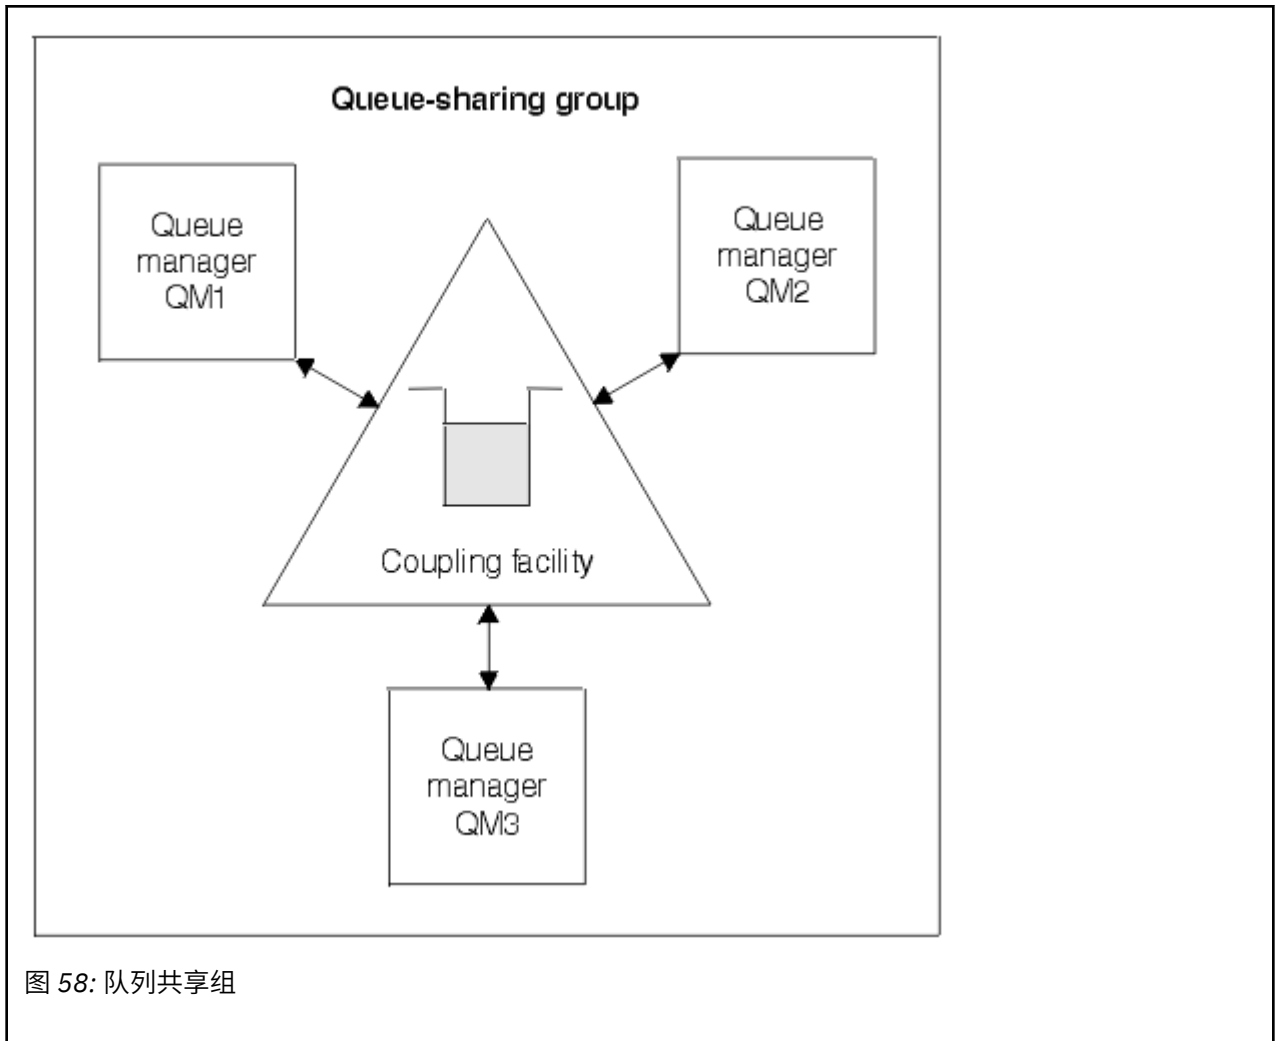 Queue-sharing group
Queue
manager
QM1
Queue
manager
QM2
Coupling facility
Queue
manager
QM3
图 58: 队列共享组